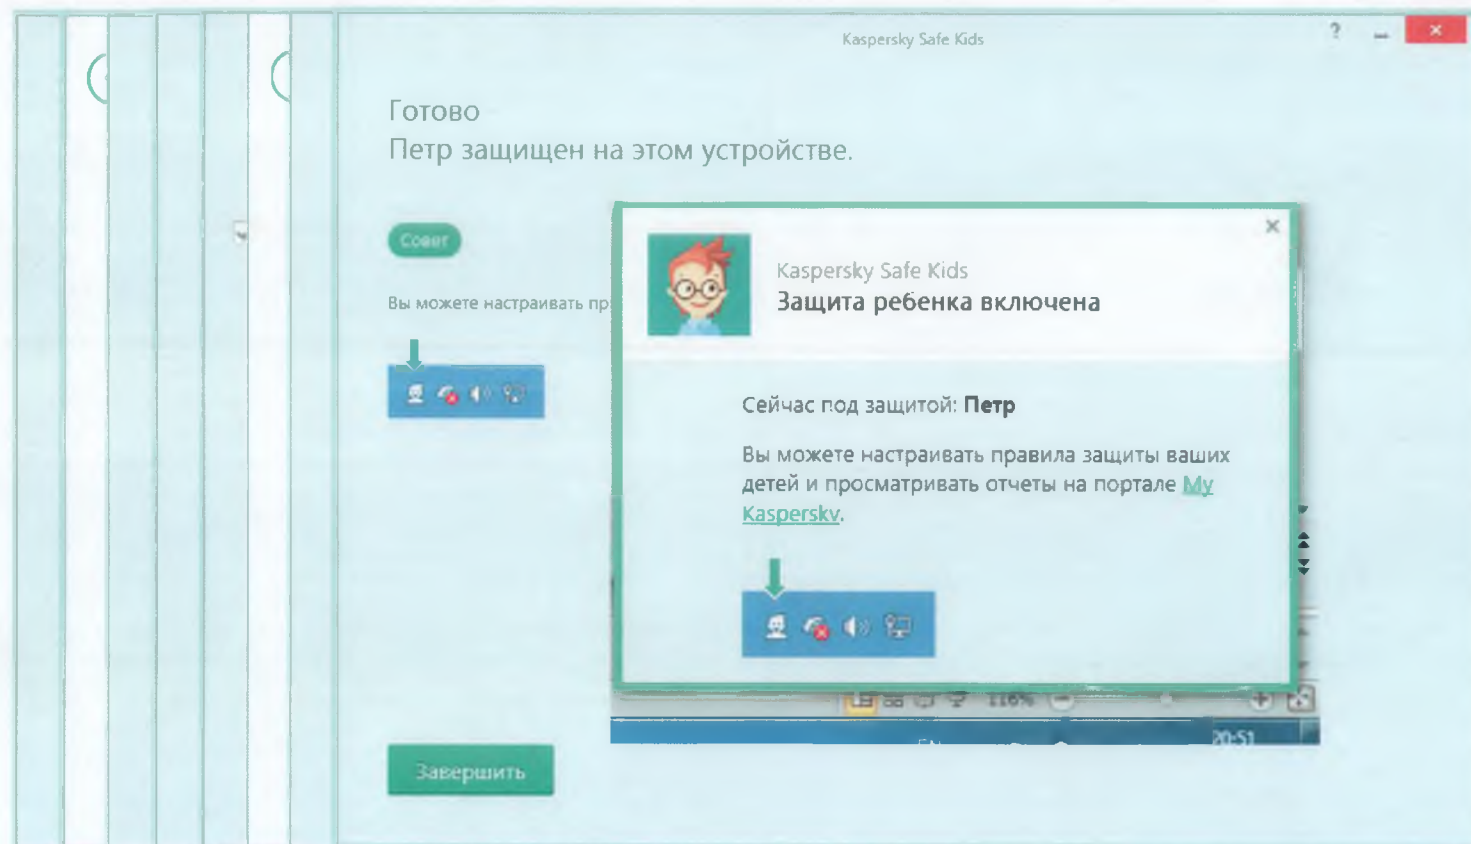 Kaspersky Safe Kids
?
Готово
Петр защищен на этом устройстве.
Совет
Вы можете настраивать пр
Kaspersky Safe Kids
Защита ребенка включена
Сейчас под защитой: Петр
Вы можете настраивать правила защиты ваших
детей и просматривать отчеты на портале My
Kaspersky.
116%
20:51
Завершить